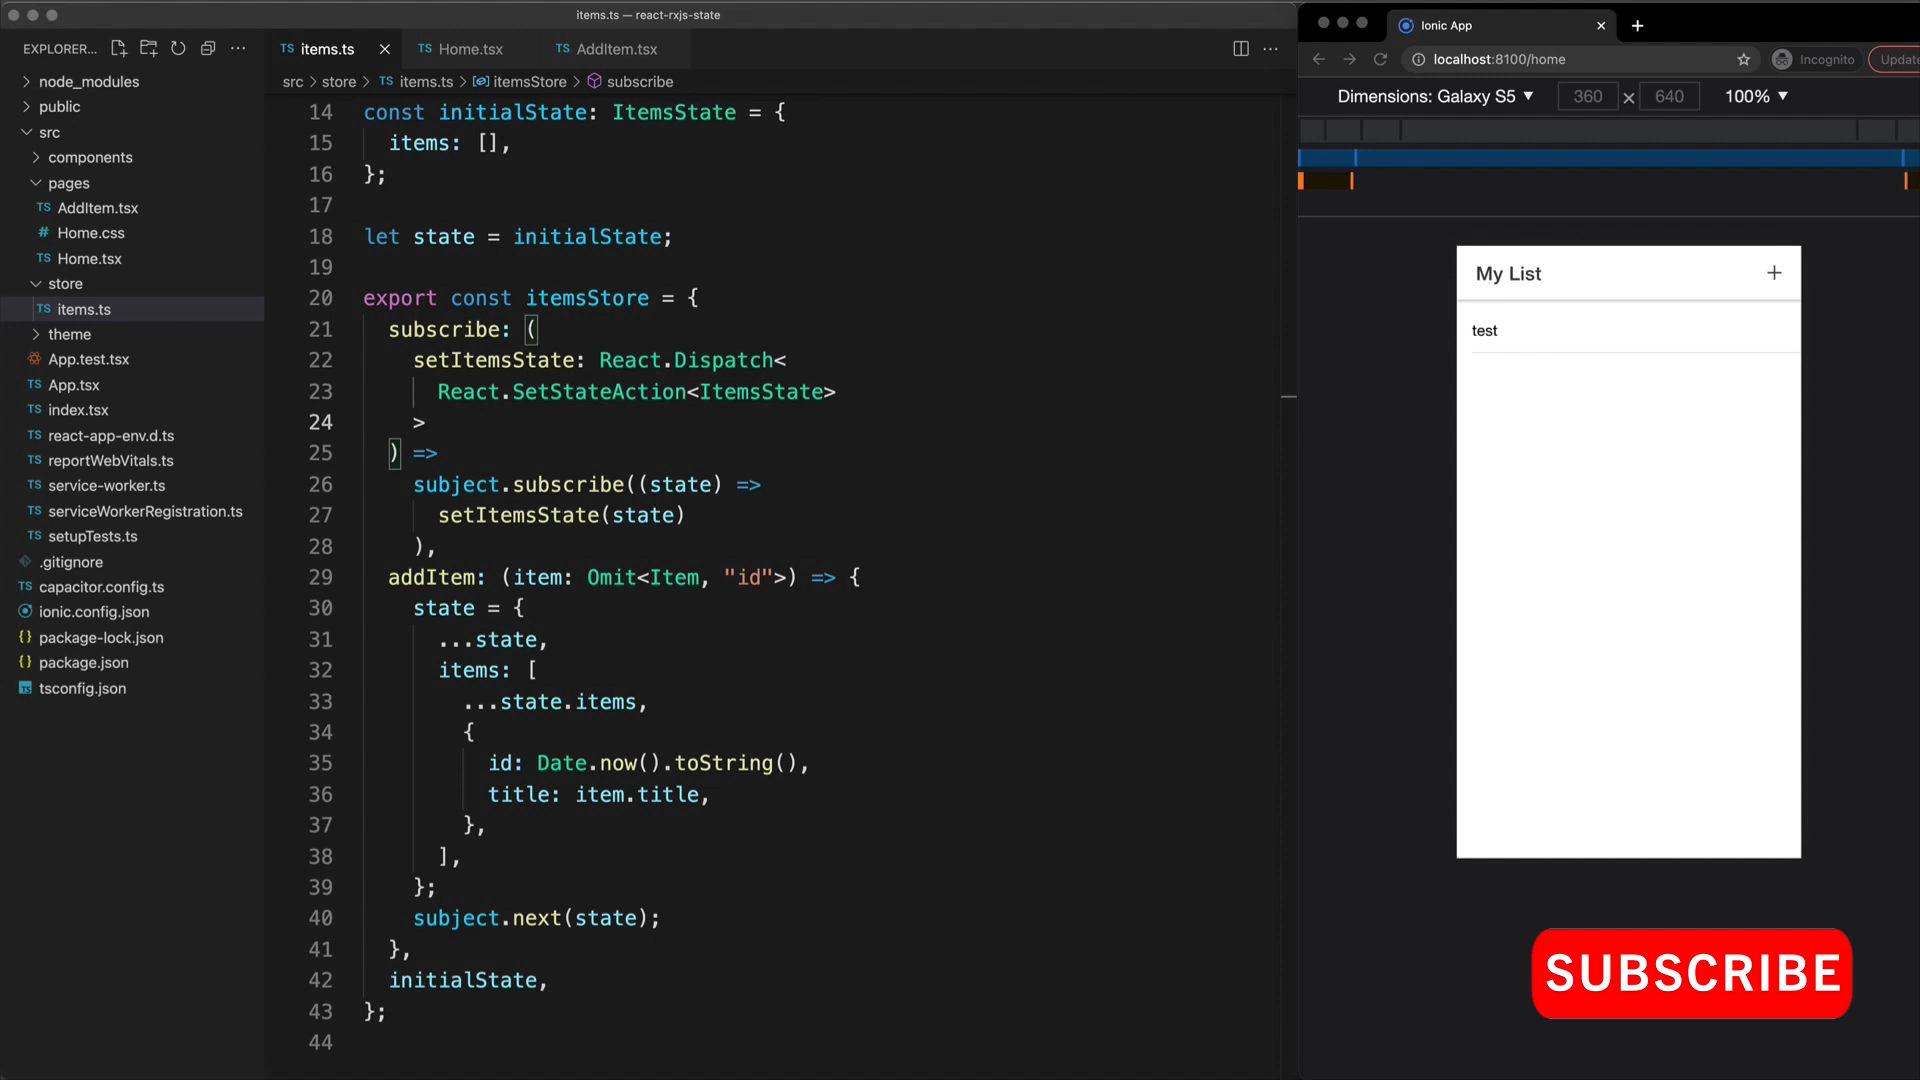 items.ts — react-rxjs-state
EXPLORER...
node_modules
public
src
components
pages
TS AddItem.tsx
# Home.css
TS Home.tsx
store
TS items.ts
theme
App.test.tsx
TS App.tsx
TS index.tsx
TS react-app-env.d.ts
TS reportWebVitals.ts
TS service-worker.ts
TS serviceWorkerRegistration.ts
TS setupTests.ts
.gitignore
TS capacitor.config.ts
ionic.config.json
{} package-lock.json
{} package.json
TS tsconfig.json
TS items.ts TS Home.tsx TS AddItem.tsx
src > store > TS items.ts > itemsStore > subscribe
14 const initialState: ItemsState = {
15 items: [],
16 };
17
18 let state = initialState;
19
20 export const itemsStore = {
21 subscribe: (
22 setItemsState: React.Dispatch<
23 React.SetStateAction<ItemsState>
24 >
25 ) =>
26 subject.subscribe((state) =>
27 setItemsState(state)
28 ),
29 addItem: (item: Omit<Item, "id">) => {
30 state = {
31 ...state,
32 items: [
33 ...state.items,
34 {
35 id: Date.now().toString(),
36 title: item.title,
37 },
38 ],
39 };
40 subject.next(state);
41 },
42 initialState,
43 };
44
Ionic App
localhost:8100/home Incognito Update
Dimensions: Galaxy S5 360 × 640 100%
My List +
test
SUBSCRIBE